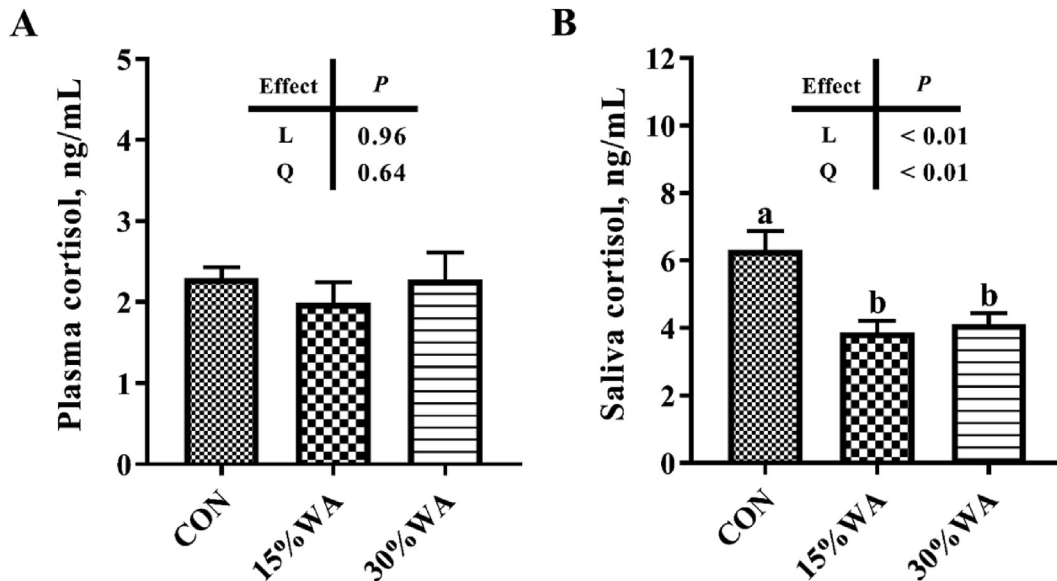 A
Plasma cortisol, ng/mL
5
4
3
2
1
0
Effect P
L 0.96
Q 0.64
CON
15%WA
30%WA
B
Saliva cortisol, ng/mL
12
10
8
6
4
2
0
Effect P
L < 0.01
Q < 0.01
a
b
b
CON
15%WA
30%WA